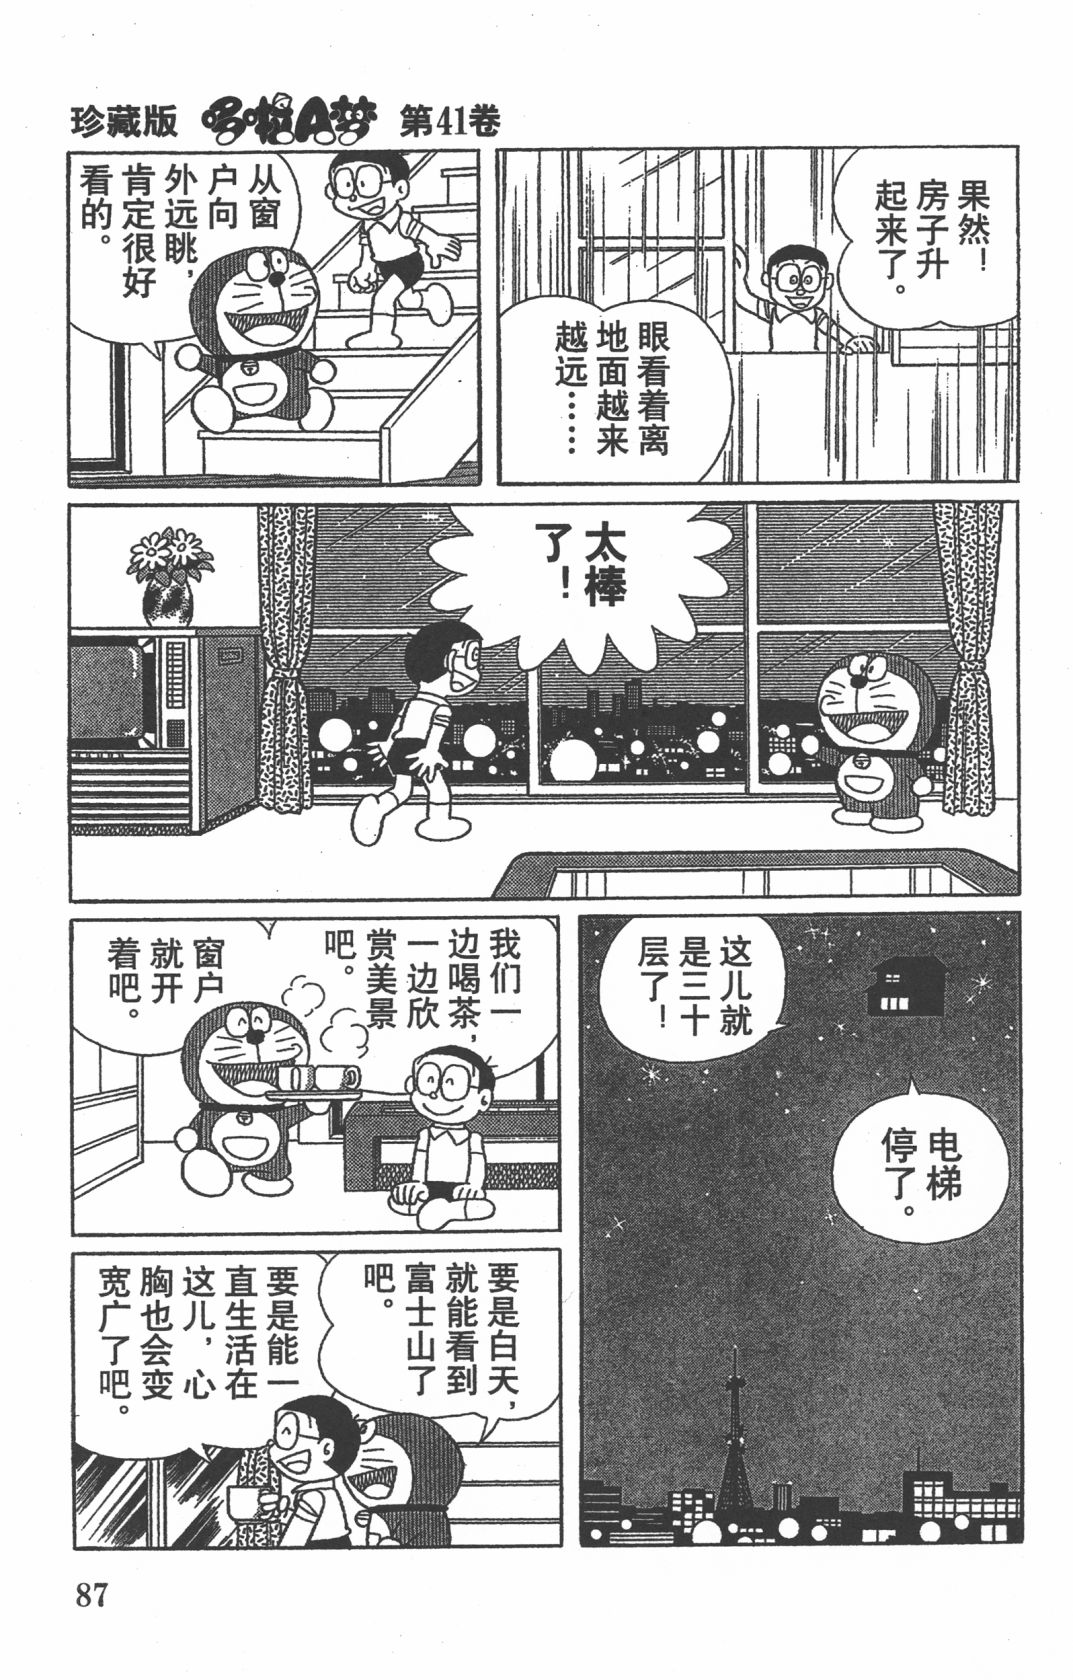 珍藏版 哆啦A梦 第41卷
果然！
房子升
起来了。
眼看着离
地面越来
越远……
从窗
户向
外远眺，
肯定很好
看的。
太棒
了！
这儿就
是三十
层了！
电梯
停了。
我们一
边喝茶，
一边欣
赏美景
吧。
窗户
就开
着吧。
要是白天，
就能看到
富士山了
吧。
要是能一
直生活在
这儿，心
胸也会变
宽广了吧。
87